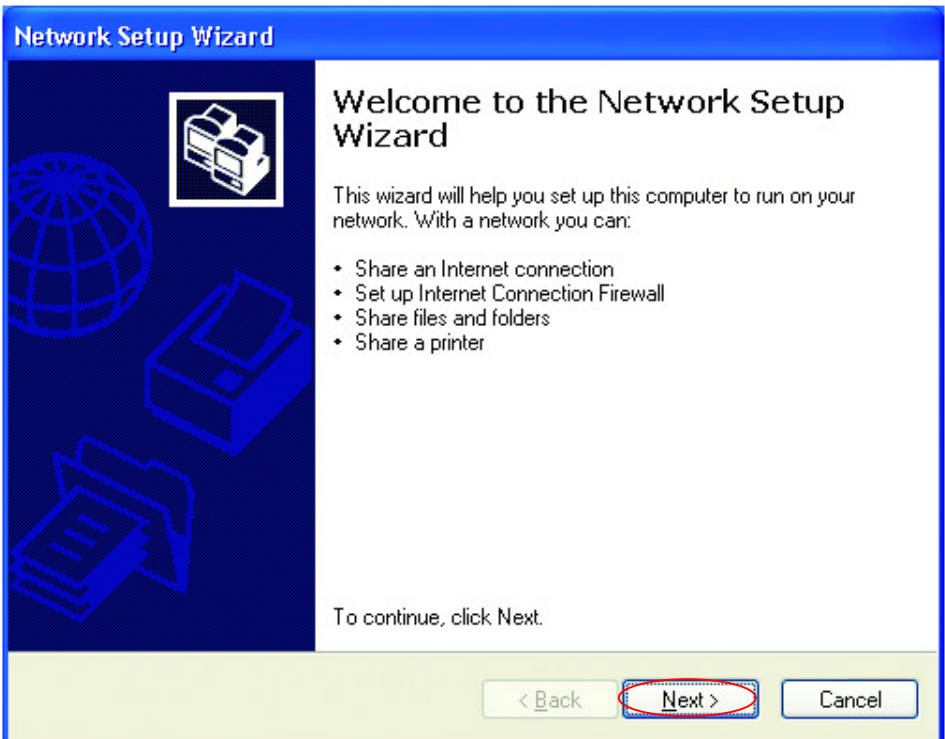 Network Setup Wizard
Welcome to the Network Setup
Wizard
This wizard will help you set up this computer to run on your
network. With a network you can:
• Share an Internet connection
• Set up Internet Connection Firewall
• Share files and folders
• Share a printer
To continue, click Next.
< Back
Next >
Cancel